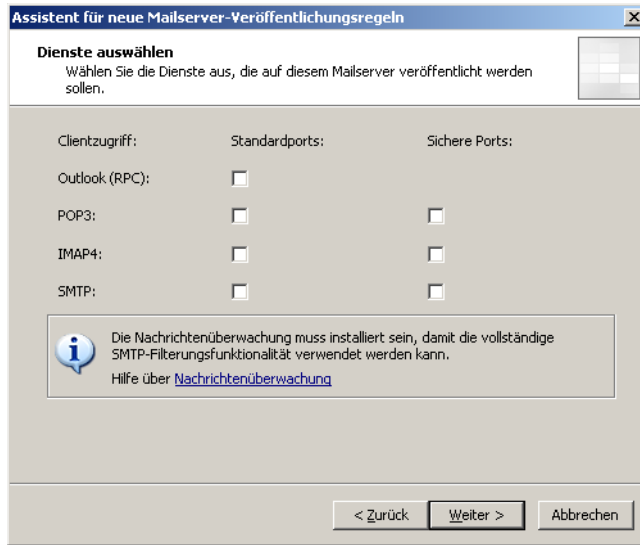 Assistent für neue Mailserver-Veröffentlichungsregeln
Dienste auswählen
Wählen Sie die Dienste aus, die auf diesem Mailserver veröffentlicht werden
sollen.
Clientzugriff: Standardports: Sichere Ports:
Outlook (RPC):
POP3:
IMAP4:
SMTP:
Die Nachrichtenüberwachung muss installiert sein, damit die vollständige
SMTP-Filterungsfunktionalität verwendet werden kann.
Hilfe über Nachrichtenüberwachung
< Zurück Weiter > Abbrechen